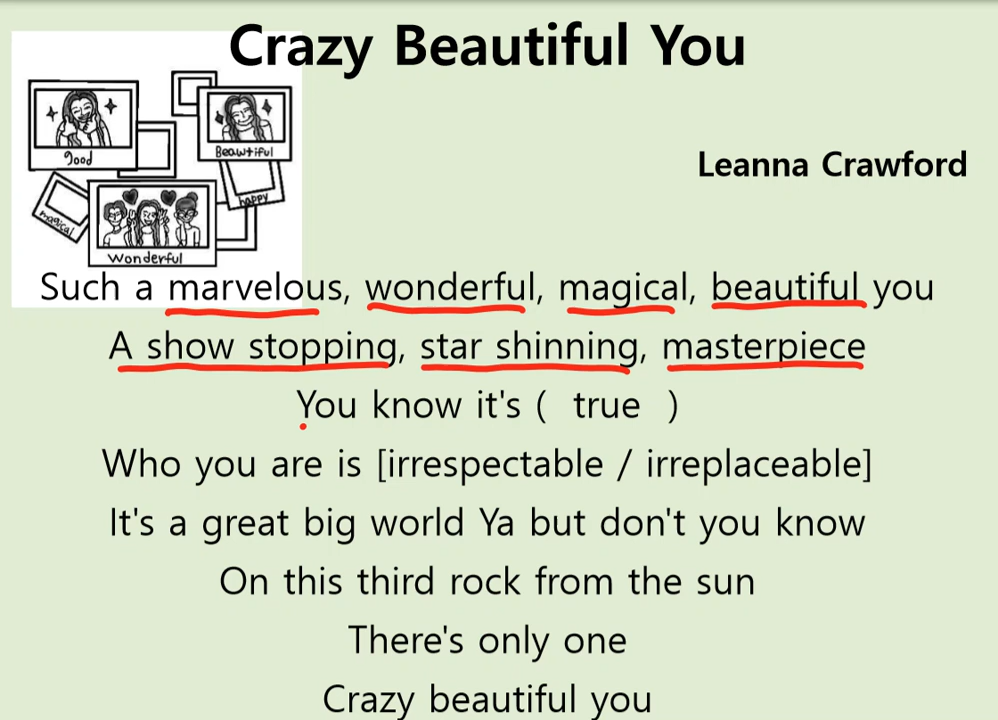 Crazy Beautiful You
good
Beawtiful
Leanna Crawford
happy
magical
Wonderful
Such a marvelous, wonderful, magical, beautiful you
A show stopping, star shinning, masterpiece
You know it's ( true )
Who you are is [irrespectable / irreplaceable]
It's a great big world Ya but don't you know
On this third rock from the sun
There's only one
Crazy beautiful you